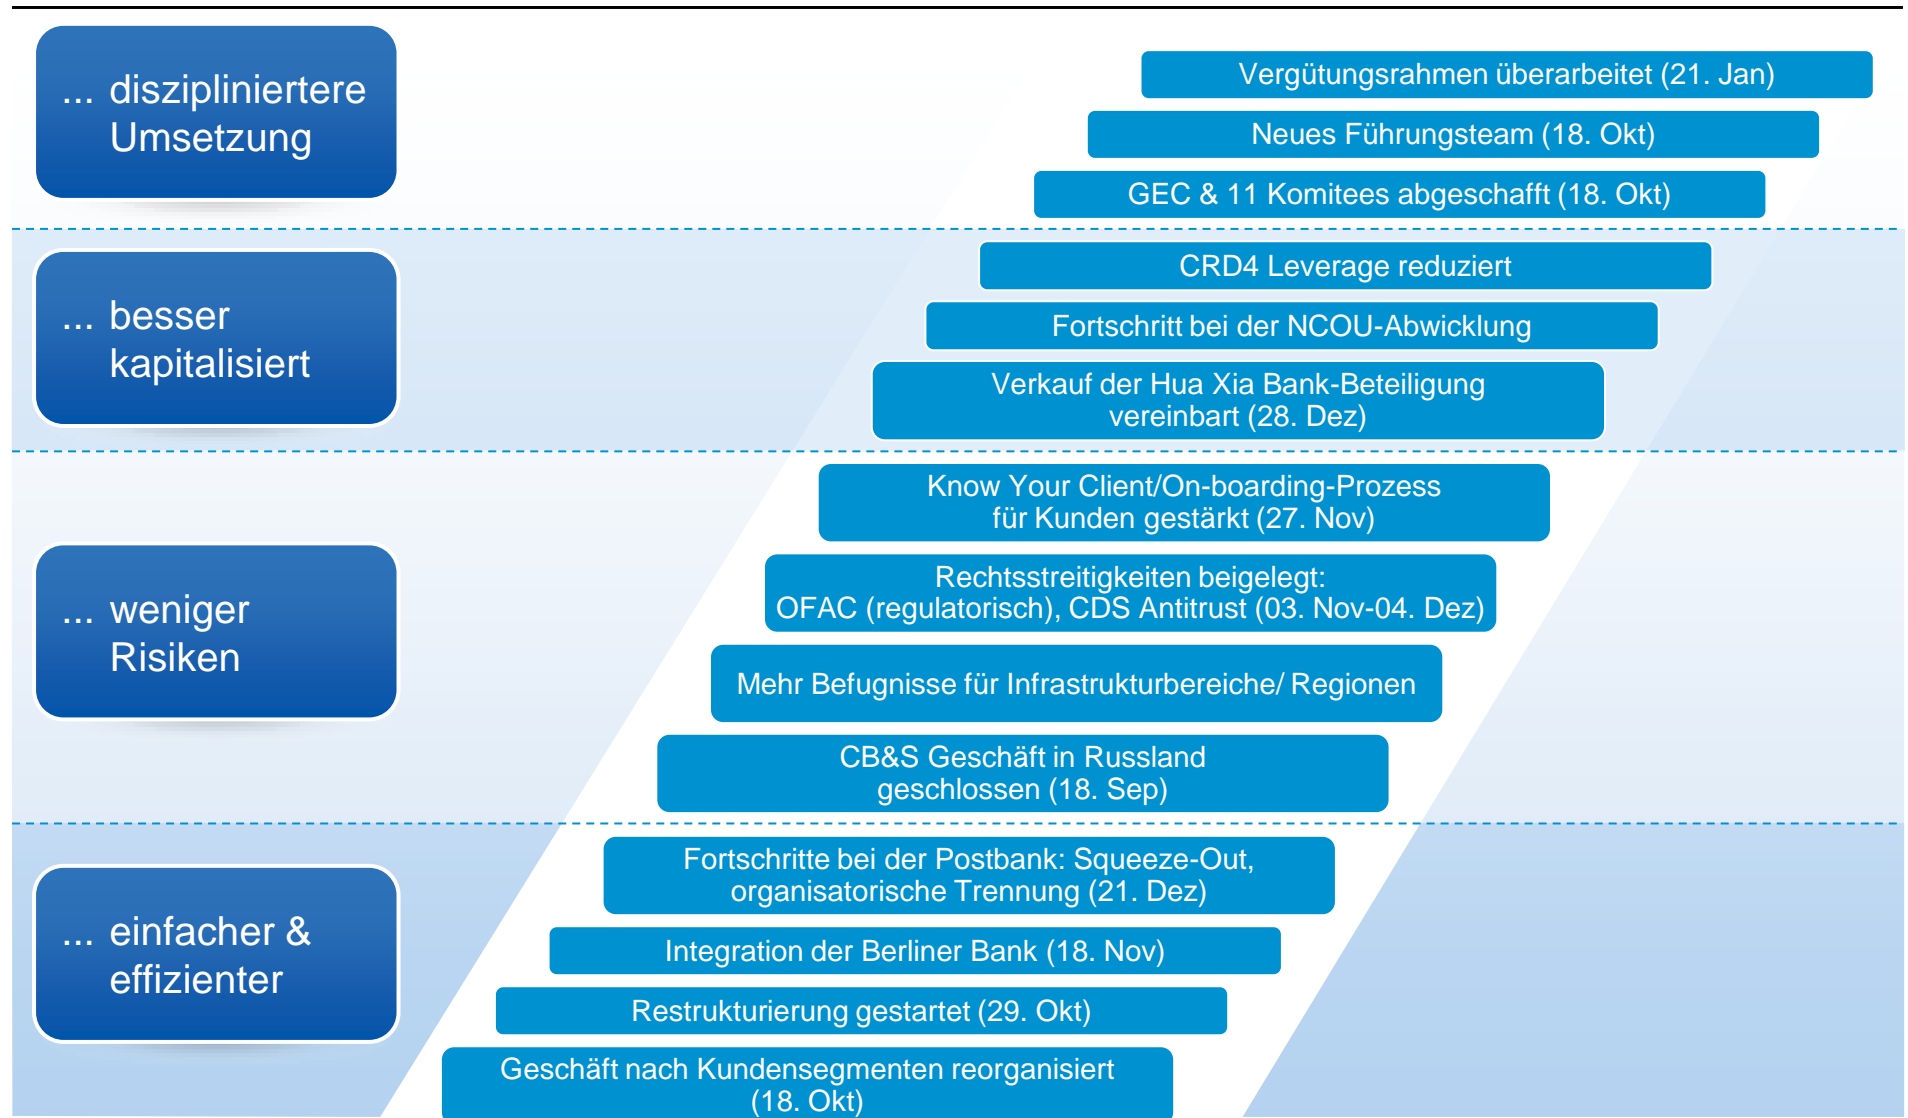 ... diszipliniertere
Umsetzung
Vergütungsrahmen überarbeitet (21. Jan)
Neues Führungsteam (18. Okt)
GEC & 11 Komitees abgeschafft (18. Okt)
... besser
kapitalisiert
CRD4 Leverage reduziert
Fortschritt bei der NCOU-Abwicklung
Verkauf der Hua Xia Bank-Beteiligung
vereinbart (28. Dez)
... weniger
Risiken
Know Your Client/On-boarding-Prozess
für Kunden gestärkt (27. Nov)
Rechtsstreitigkeiten beigelegt:
OFAC (regulatorisch), CDS Antitrust (03. Nov-04. Dez)
Mehr Befugnisse für Infrastrukturbereiche/ Regionen
CB&S Geschäft in Russland
geschlossen (18. Sep)
... einfacher &
effizienter
Fortschritte bei der Postbank: Squeeze-Out,
organisatorische Trennung (21. Dez)
Integration der Berliner Bank (18. Nov)
Restrukturierung gestartet (29. Okt)
Geschäft nach Kundensegmenten reorganisiert
(18. Okt)